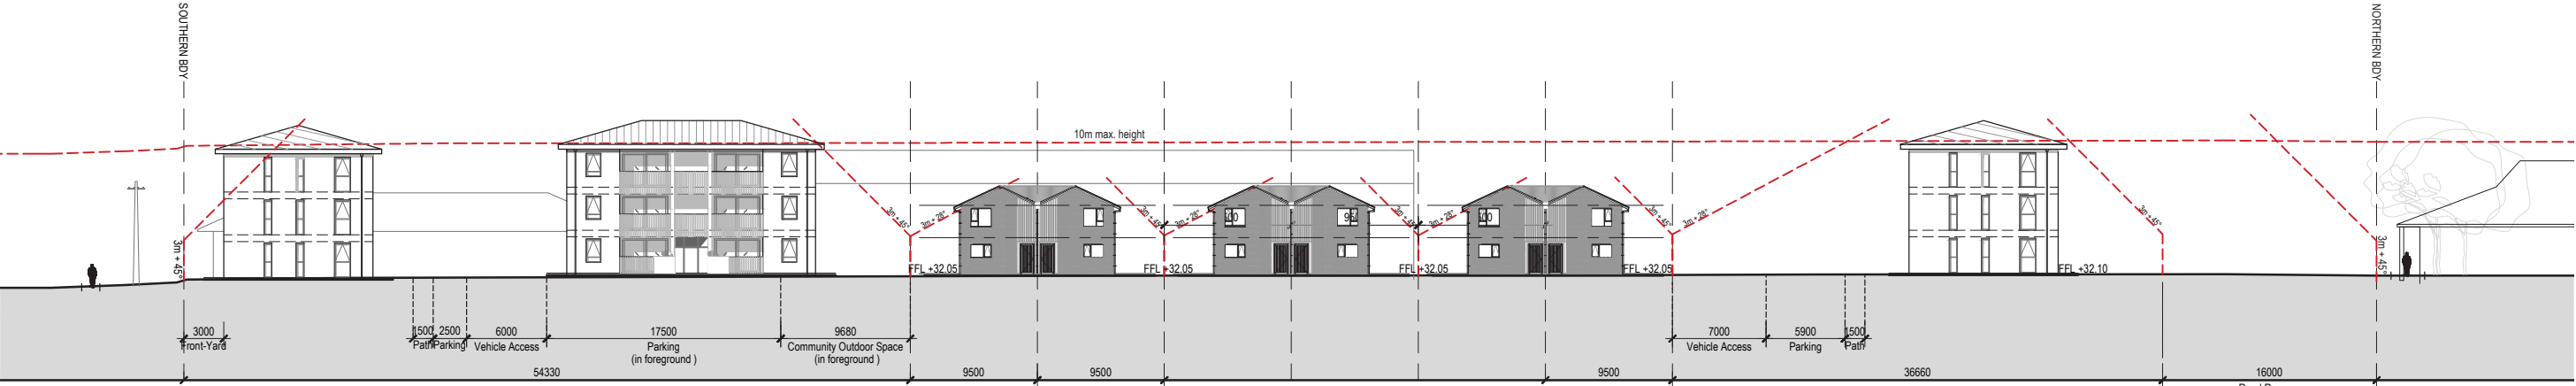 SOUTHERN BDY
NORTHERN BDY
10m max. height
3m + 45°
3m + 45°
3m + 28°
3m + 45°
3m + 28°
3m + 45°
3m + 28°
3m + 45°
3m + 28°
3m + 45°
3m + 45°
FFL +32.05
FFL +32.05
FFL +32.05
FFL +32.05
FFL +32.10
3000
Front-Yard
1500
Path
2500
Parking
6000
Vehicle Access
17500
Parking
(in foreground )
9680
Community Outdoor Space
(in foreground )
7000
Vehicle Access
5900
Parking
1500
Path
54330
9500
9500
9500
36660
16000